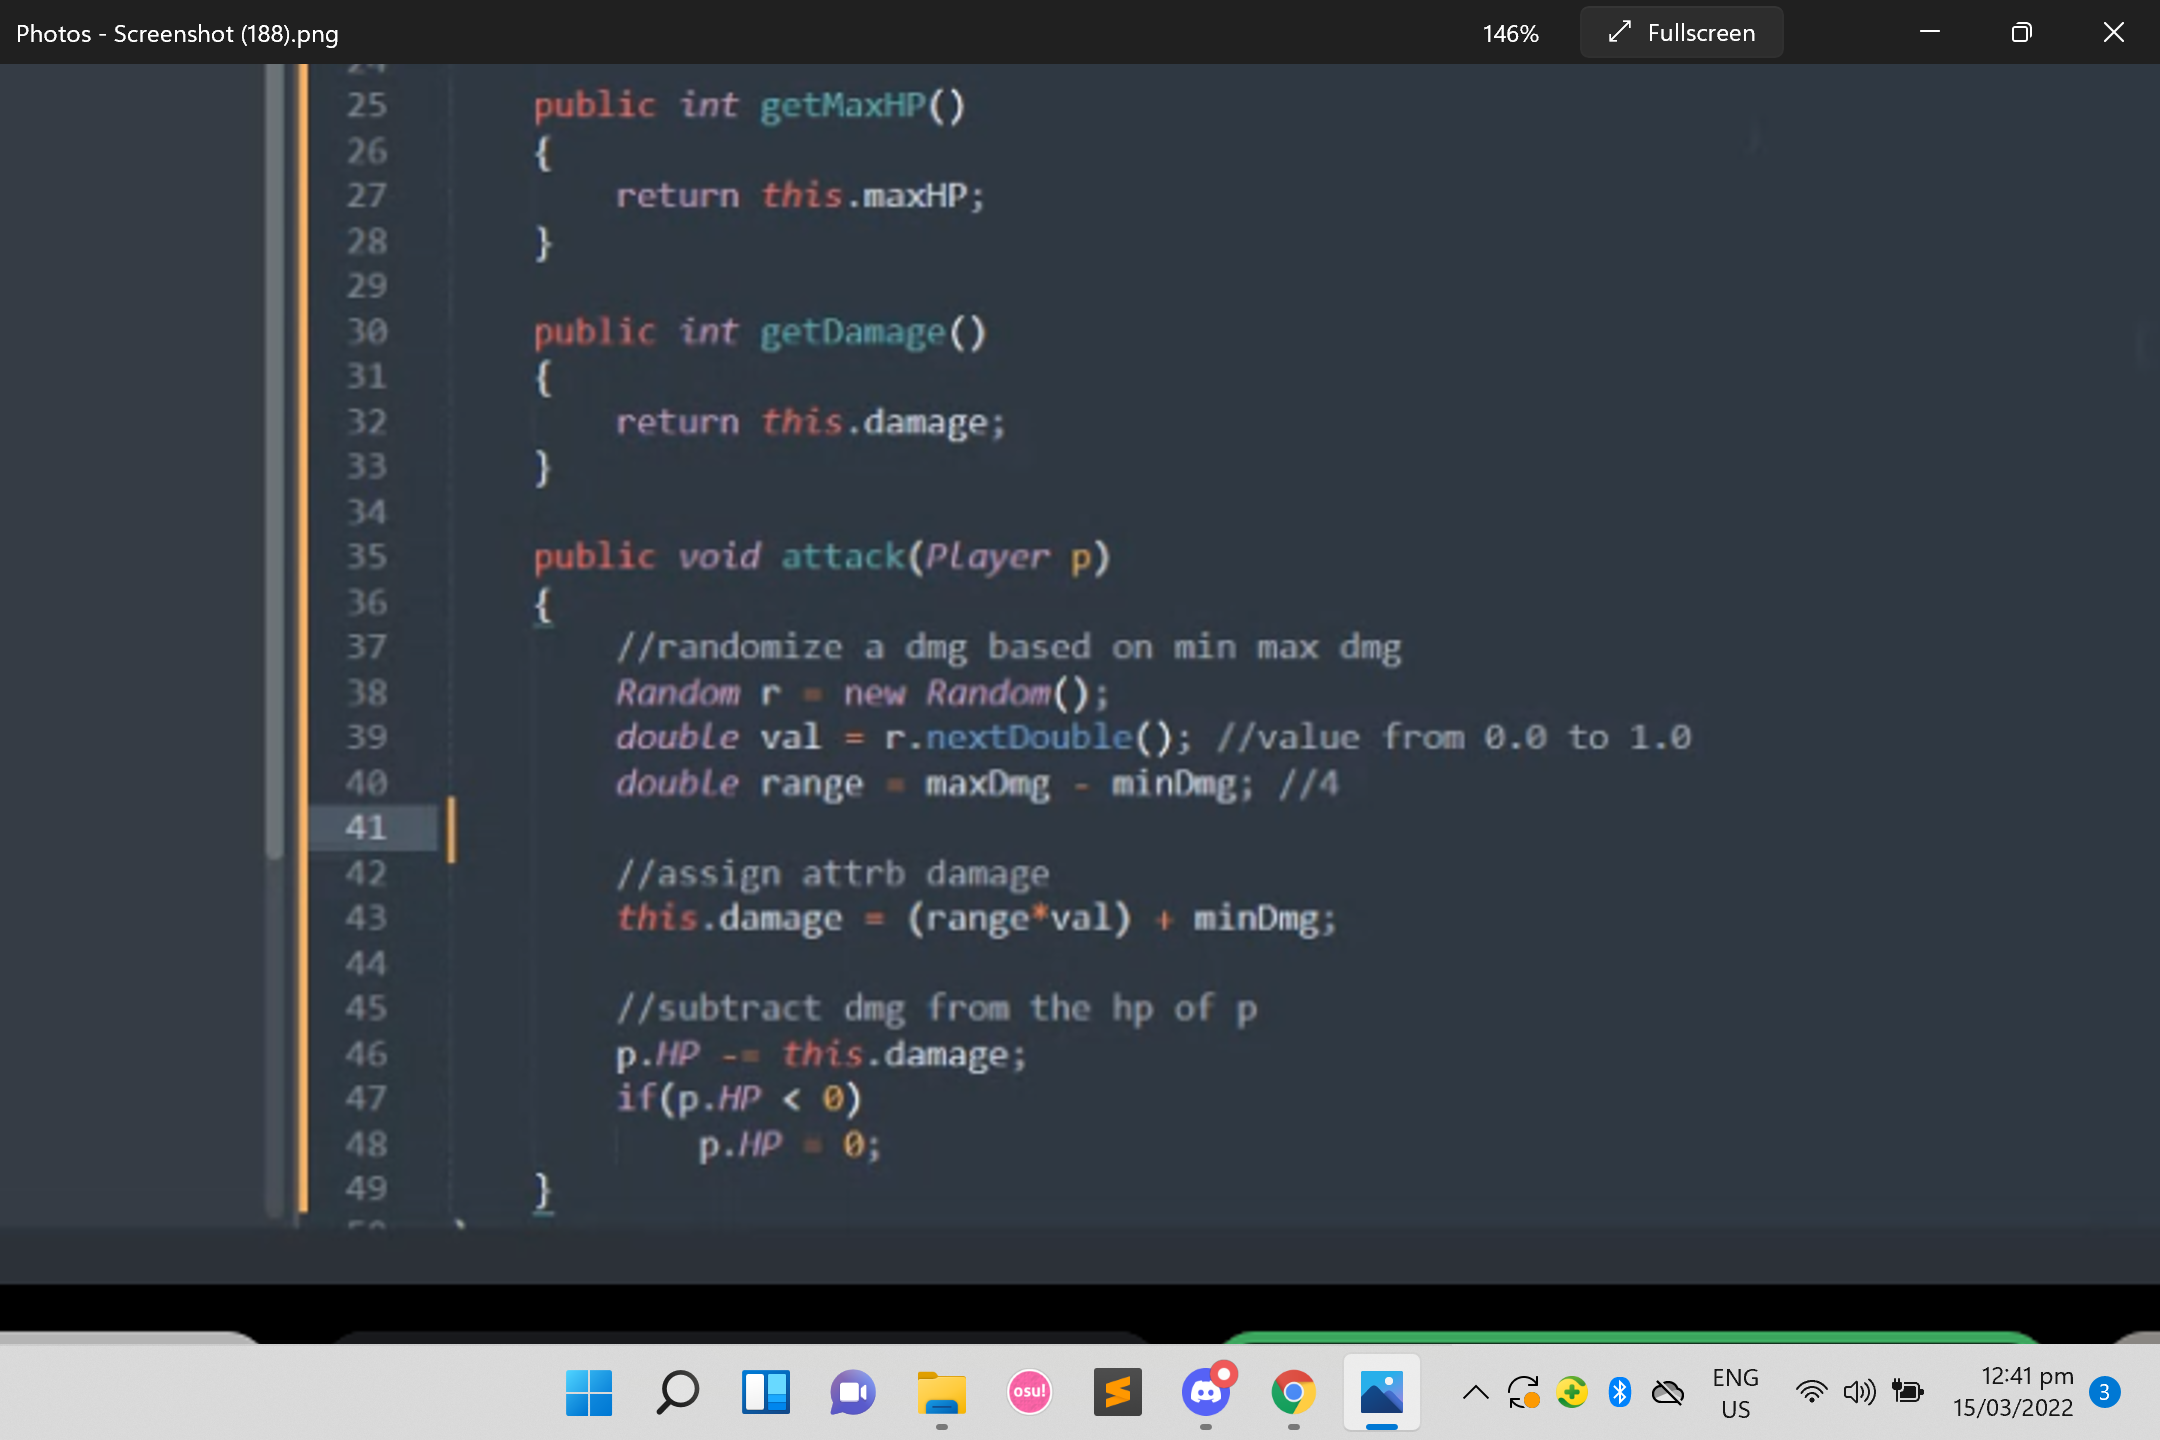 Photos - Screenshot (188).png
146%
Fullscreen
24
25 public int getMaxHP()
26 {
27 return this.maxHP;
28 }
29
30 public int getDamage()
31 {
32 return this.damage;
33 }
34
35 public void attack(Player p)
36 {
37 //randomize a dmg based on min max dmg
38 Random r = new Random();
39 double val = r.nextDouble(); //value from 0.0 to 1.0
40 double range = maxDmg - minDmg; //4
41
42 //assign attrb damage
43 this.damage = (range*val) + minDmg;
44
45 //subtract dmg from the hp of p
46 p.HP -= this.damage;
47 if(p.HP < 0)
48 p.HP = 0;
49 }
50
osu!
ENG
US
12:41 pm
15/03/2022
3